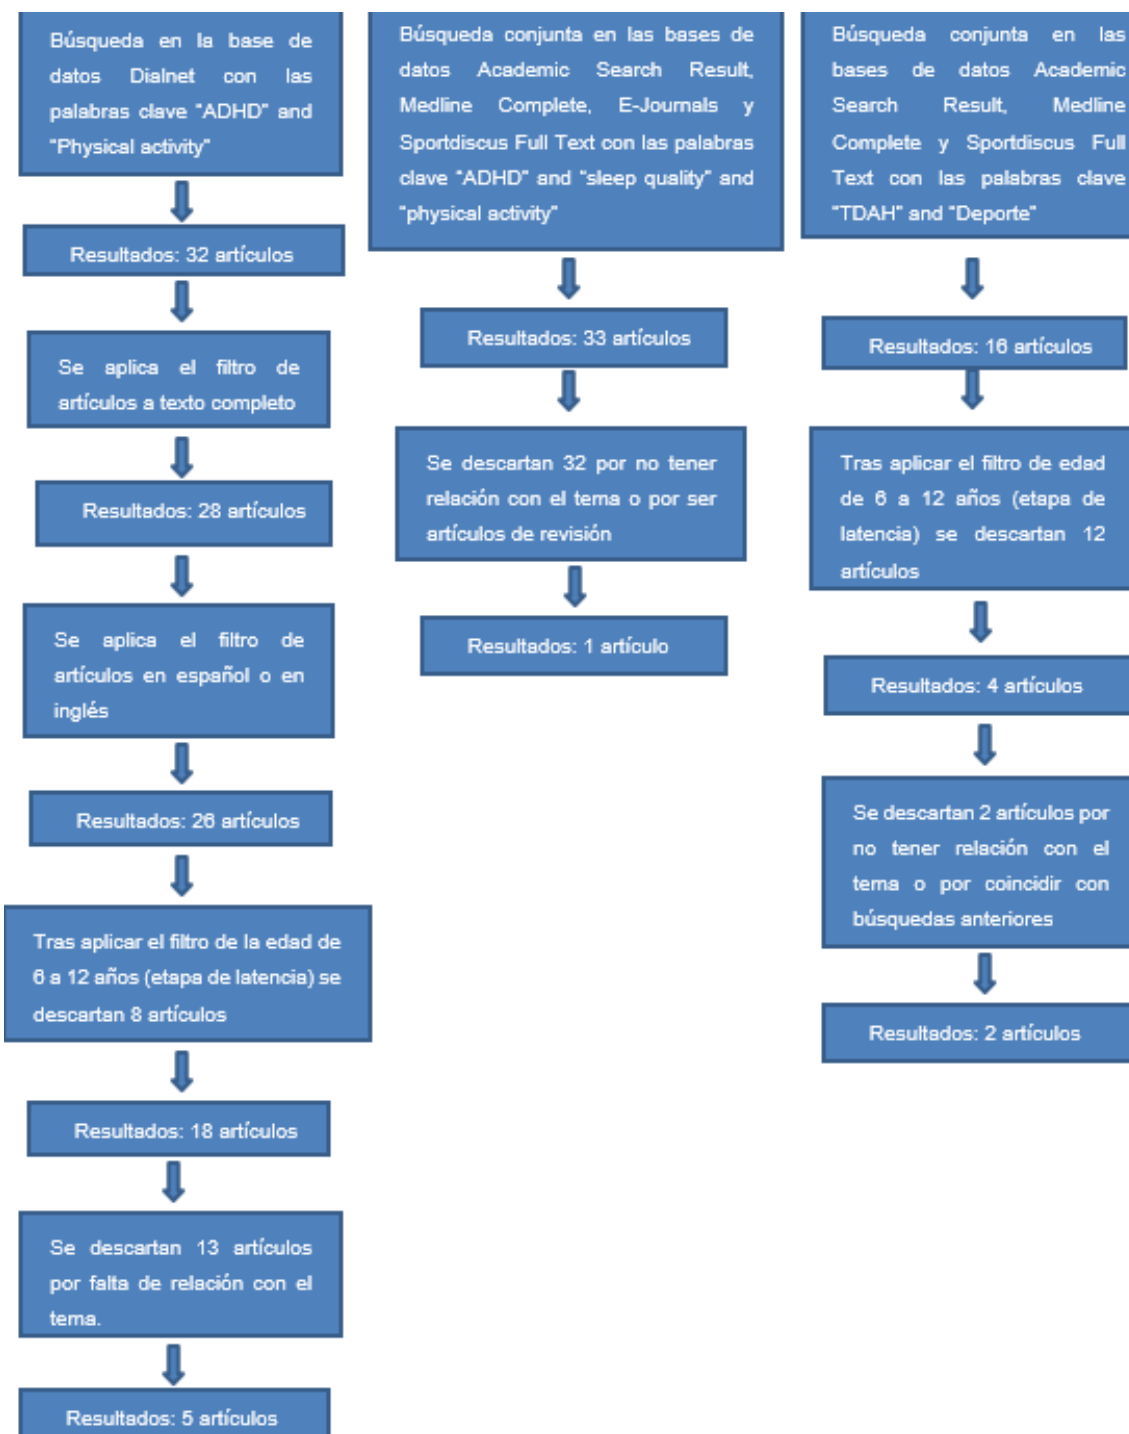 Búsqueda en la base de
datos Dialnet con las
palabras clave "ADHD" and
"Physical activity"
Resultados: 32 artículos
Se aplica el filtro de
artículos a texto completo
Resultados: 28 artículos
Se aplica el filtro de
artículos en español o en
inglés
Resultados: 26 artículos
Tras aplicar el filtro de la edad de
6 a 12 años (etapa de latencia) se
descartan 8 artículos
Resultados: 18 artículos
Se descartan 13 artículos
por falta de relación con el
tema.
Resultados: 5 artículos
Búsqueda conjunta en las bases de
datos Academic Search Result,
Medline Complete, E-Journals y
Sportdiscus Full Text con las palabras
clave "ADHD" and "sleep quality" and
"physical activity"
Resultados: 33 artículos
Se descartan 32 por no tener
relación con el tema o por ser
artículos de revisión
Resultados: 1 artículo
Búsqueda conjunta en las
bases de datos Academic
Search Result, Medline
Complete y Sportdiscus Full
Text con las palabras clave
"TDAH" and "Deporte"
Resultados: 16 artículos
Tras aplicar el filtro de edad
de 6 a 12 años (etapa de
latencia) se descartan 12
artículos
Resultados: 4 artículos
Se descartan 2 artículos por
no tener relación con el
tema o por coincidir con
búsquedas anteriores
Resultados: 2 artículos